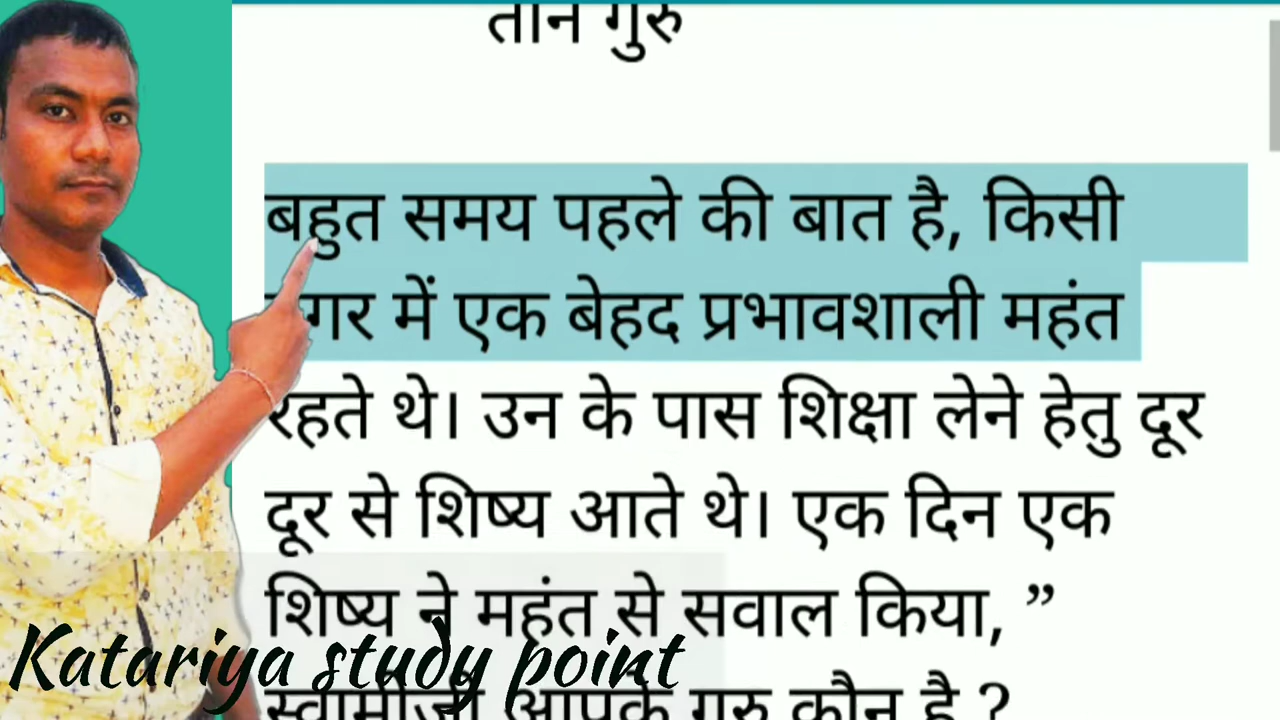 तीन गुरु
बहुत समय पहले की बात है, किसी
नगर में एक बेहद प्रभावशाली महंत
रहते थे। उन के पास शिक्षा लेने हेतु दूर
दूर से शिष्य आते थे। एक दिन एक
शिष्य ने महंत से सवाल किया, ”
स्वामीजी आपके गुरु कौन है ?
Katariya study point